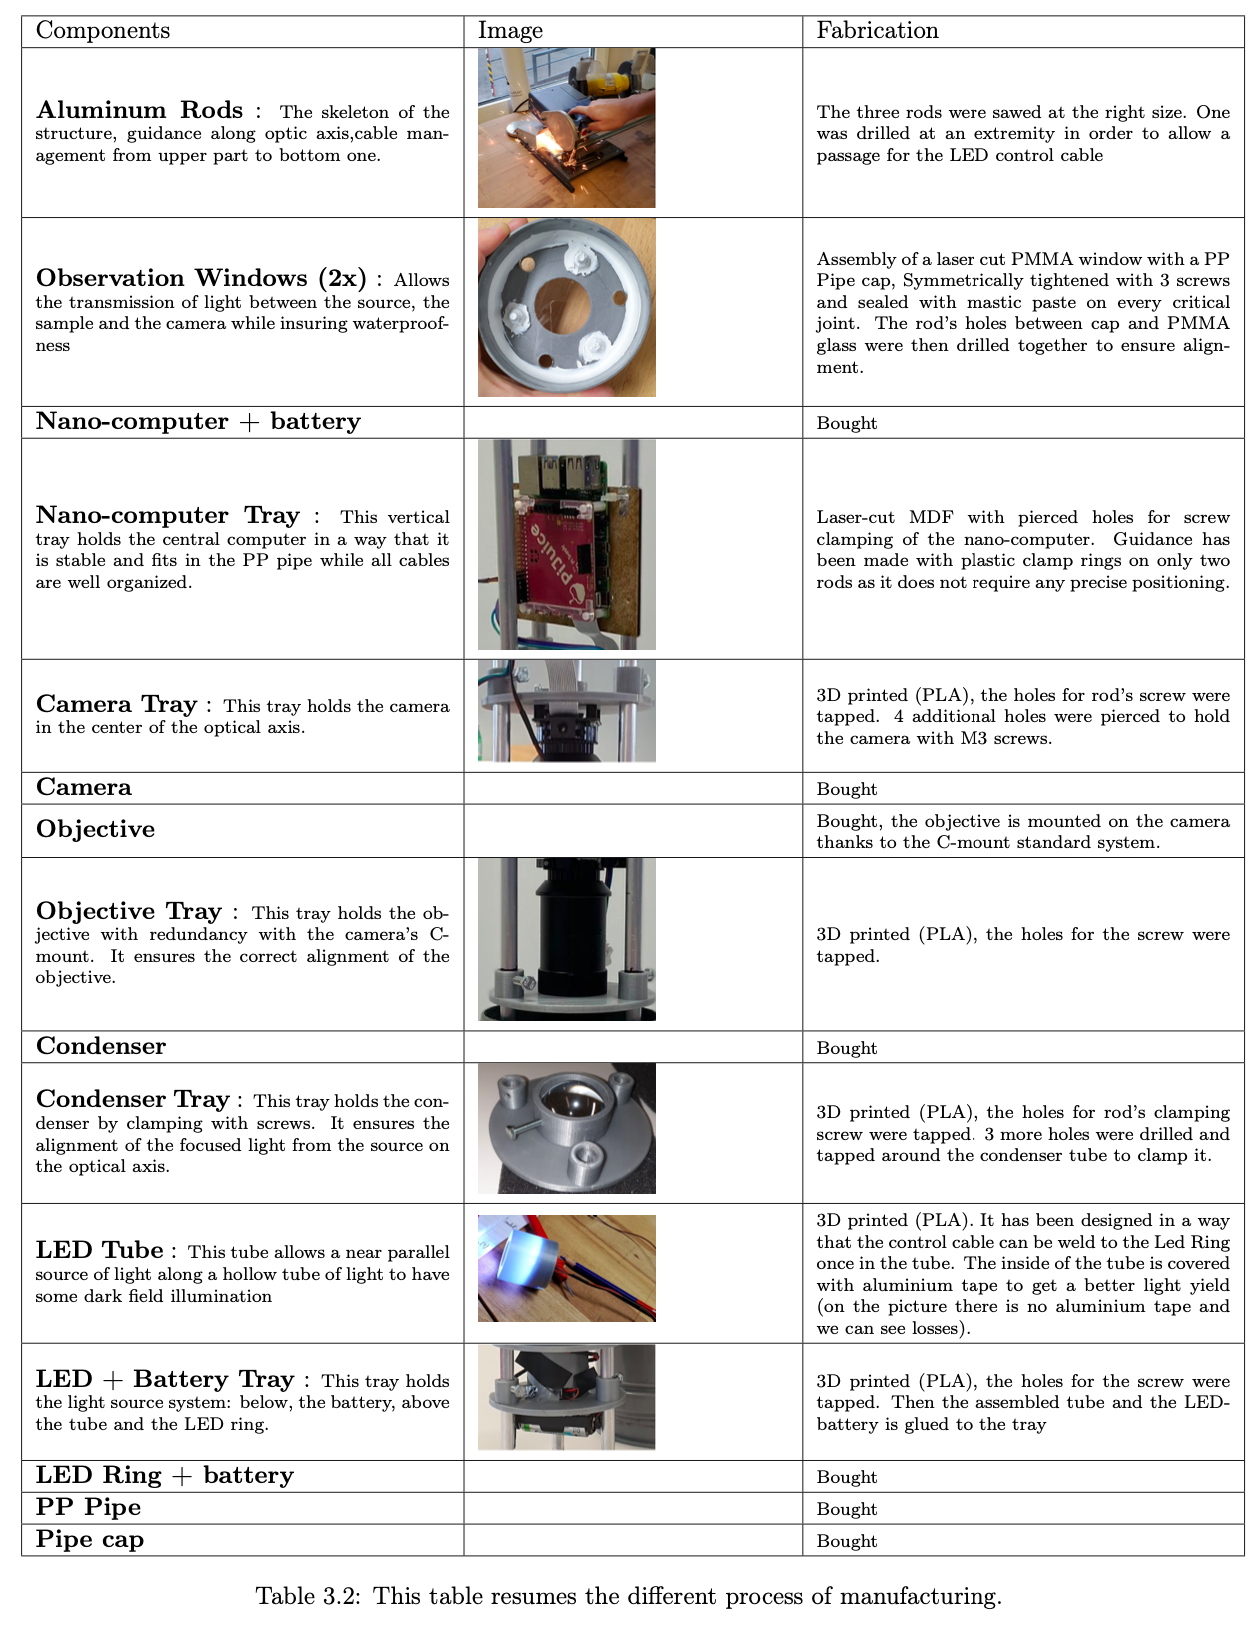 Components
Image
Fabrication
Aluminum Rods : The skeleton of the
structure, guidance along optic axis,cable man-
agement from upper part to bottom one.
The three rods were sawed at the right size. One
was drilled at an extremity in order to allow a
passage for the LED control cable
Observation Windows (2x) : Allows
the transmission of light between the source, the
sample and the camera while insuring waterproof-
ness
Assembly of a laser cut PMMA window with a PP
Pipe cap, Symmetrically tightened with 3 screws
and sealed with mastic paste on every critical
joint. The rod's holes between cap and PMMA
glass were then drilled together to ensure align-
ment.
Nano-computer + battery
Bought
Nano-computer Tray : This vertical
tray holds the central computer in a way that it
is stable and fits in the PP pipe while all cables
are well organized.
PiJuice
Laser-cut MDF with pierced holes for screw
clamping of the nano-computer. Guidance has
been made with plastic clamp rings on only two
rods as it does not require any precise positioning.
Camera Tray : This tray holds the camera
in the center of the optical axis.
3D printed (PLA), the holes for rod's screw were
tapped. 4 additional holes were pierced to hold
the camera with M3 screws.
Camera
Bought
Objective
Bought, the objective is mounted on the camera
thanks to the C-mount standard system.
Objective Tray : This tray holds the ob-
jective with redundancy with the camera's C-
mount. It ensures the correct alignment of the
objective.
3D printed (PLA), the holes for the screw were
tapped.
Condenser
Bought
Condenser Tray : This tray holds the con-
denser by clamping with screws. It ensures the
alignment of the focused light from the source on
the optical axis.
3D printed (PLA), the holes for rod's clamping
screw were tapped. 3 more holes were drilled and
tapped around the condenser tube to clamp it.
LED Tube : This tube allows a near parallel
source of light along a hollow tube of light to have
some dark field illumination
3D printed (PLA). It has been designed in a way
that the control cable can be weld to the Led Ring
once in the tube. The inside of the tube is covered
with aluminium tape to get a better light yield
(on the picture there is no aluminium tape and
we can see losses).
LED + Battery Tray : This tray holds
the light source system: below, the battery, above
the tube and the LED ring.
3D printed (PLA), the holes for the screw were
tapped. Then the assembled tube and the LED-
battery is glued to the tray
LED Ring + battery
Bought
PP Pipe
Bought
Pipe cap
Bought
Table 3.2: This table resumes the different process of manufacturing.